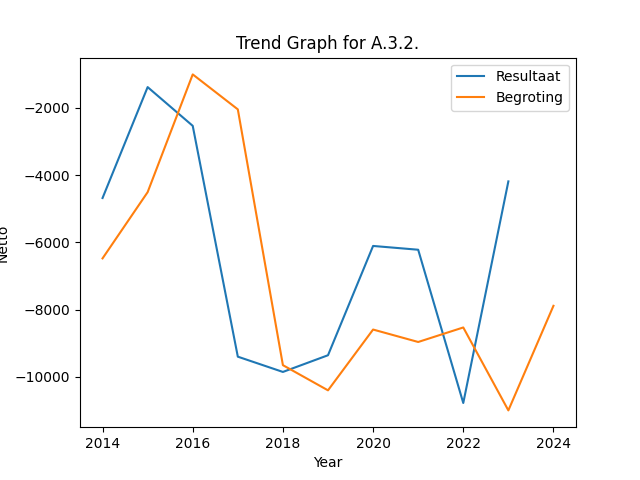 Trend Graph for A.3.2.
Resultaat
Begroting
−2000
−4000
−6000
−8000
−10000
Netto
2014
2016
2018
2020
2022
2024
Year